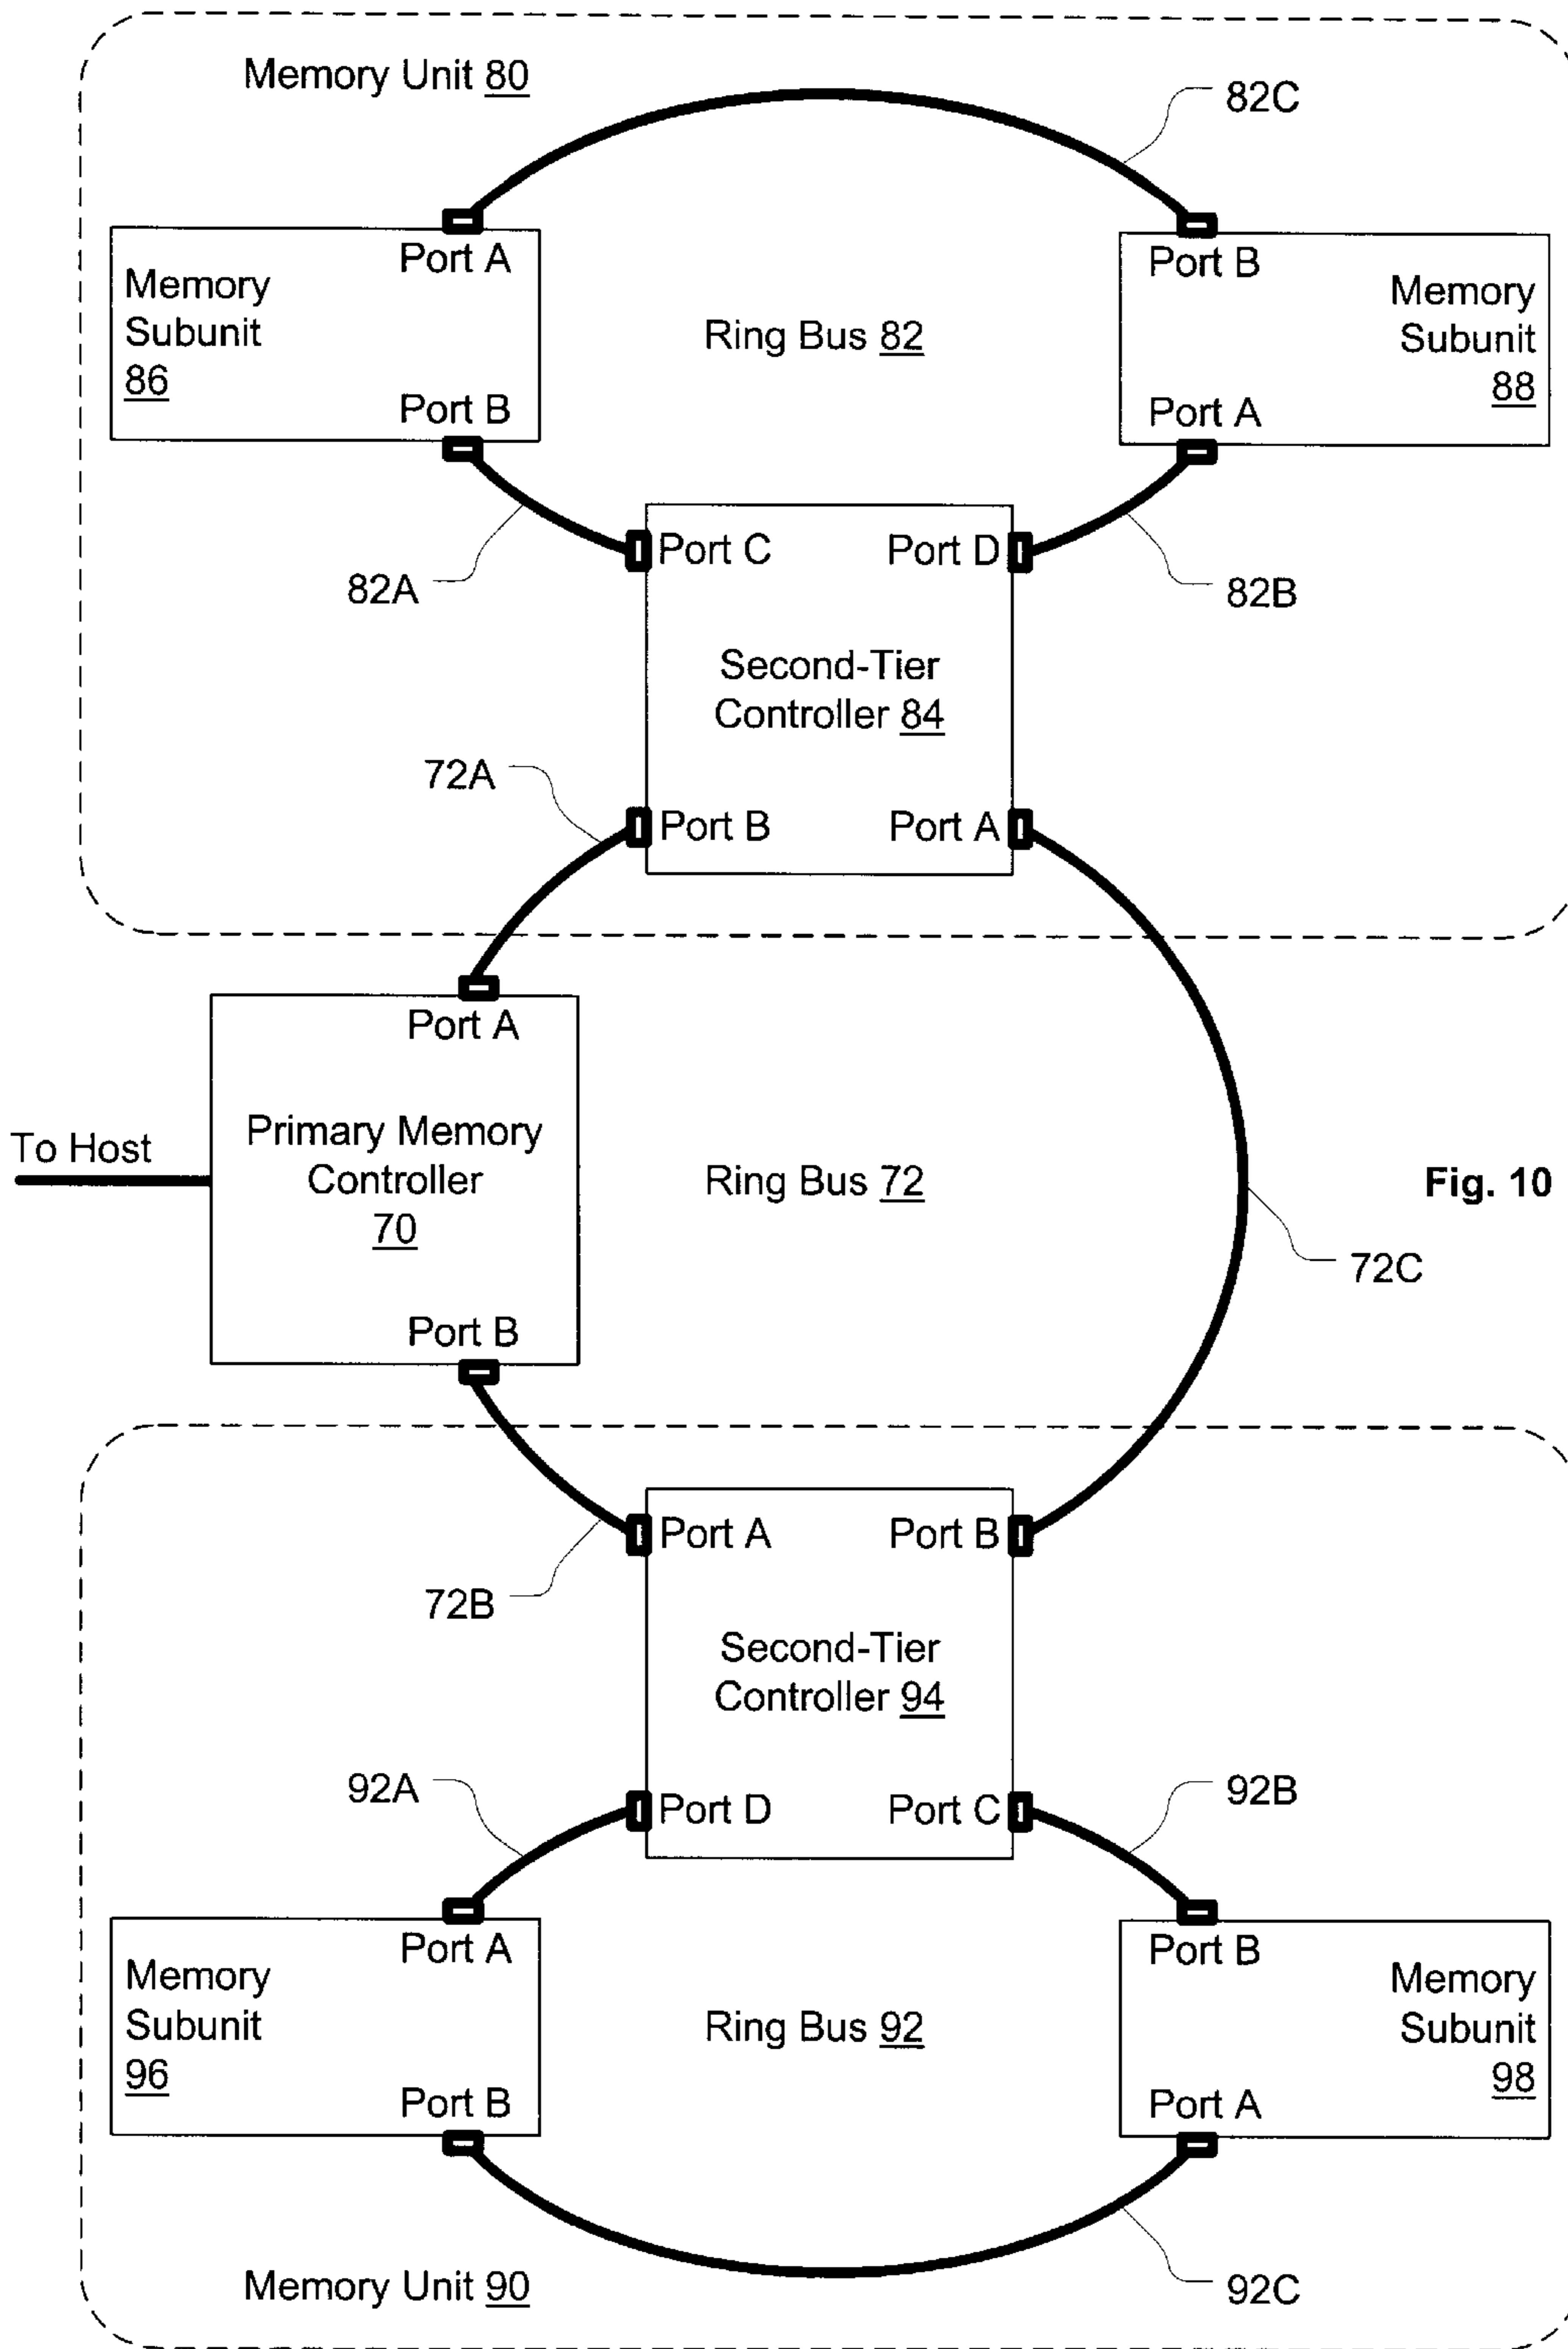 Memory Unit 80
82C
Port A
Port B
Memory
Subunit
86
Ring Bus 82
Memory
Subunit
88
Port B
Port A
82A
Port C
Port D
82B
Second-Tier
Controller 84
72A
Port B
Port A
Port A
To Host
Primary Memory
Controller
70
Ring Bus 72
Fig. 10
72C
Port B
Port A
Port B
72B
Second-Tier
Controller 94
92A
Port D
Port C
92B
Port A
Port B
Memory
Subunit
96
Ring Bus 92
Memory
Subunit
98
Port B
Port A
Memory Unit 90
92C